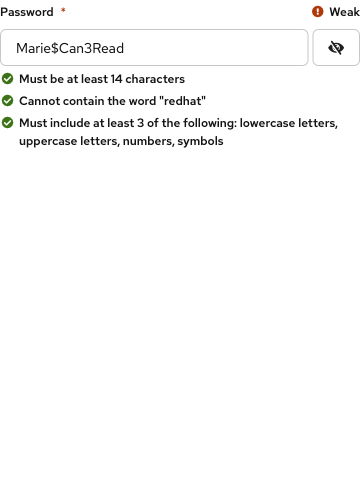 Password * Weak
Marie$Can3Read
Must be at least 14 characters
Cannot contain the word "redhat"
Must include at least 3 of the following: lowercase letters,
uppercase letters, numbers, symbols